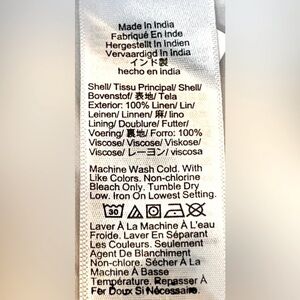 Made In India
Fabriqué En Inde
Hergestellt In Indien
Vervaardigd In India
インド製
hecho en india
Shell/ Tissu Principal/ Shell/
Bovenstof/ 表地/ Tela
Exterior: 100% Linen/ Lin/
Leinen/ Linnen/ 麻/ lino
Lining/ Doublure/ Futter/
Voering/ 裏地/ Forro: 100%
Viscose/ Viscose/ Viskose/
Viscose/ レーヨン/ viscosa
Machine Wash Cold. With
Like Colors. Non-chlorine
Bleach Only. Tumble Dry
Low. Iron On Lowest Setting.
30
Laver À La Machine À L'eau
Froide. Laver En Séparant
Les Couleurs. Seulement
Agent De Blanchiment
Non-chlore. Sécher À La
Machine À Basse
Température. Repasser À
Fer Doux Si Nécessaire